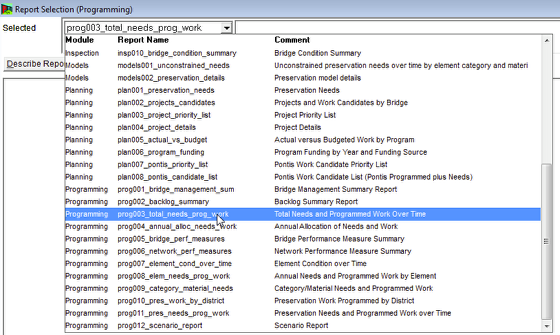 Report Selection (Programming)
Selected prog003_total_needs_prog_work
Module Report Name Comment
Inspection insp010_bridge_condition_summary Bridge Condition Summary
Models models001_unconstrained_needs Unconstrained preservation needs over time by element category and materi
Describe Repor
Models models002_preservation_details Preservation model details
Planning plan001_preservation_needs Preservation Needs
Planning plan002_projects_candidates Projects and Work Candidates by Bridge
Planning plan003_project_priority_list Project Priority List
Planning plan004_project_details Project Details
Planning plan005_actual_vs_budget Actual versus Budgeted Work by Program
Planning plan006_program_funding Program Funding by Year and Funding Source
Planning plan007_pontis_priority_list Pontis Work Candidate Priority List
Planning plan008_pontis_candidate_list Pontis Work Candidate List (Pontis Programmed plus Needs)
Programming prog001_bridge_management_sum Bridge Management Summary Report
Programming prog002_backlog_summary Backlog Summary Report
Programming prog003_total_needs_prog_work Total Needs and Programmed Work Over Time
Programming prog004_annual_alloc_needs_work Annual Allocation of Needs and Work
Programming prog005_bridge_perf_measures Bridge Performance Measure Summary
Programming prog006_network_perf_measures Network Performance Measure Summary
Programming prog007_element_cond_over_time Element Condition over Time
Programming prog008_elem_needs_prog_work Annual Needs and Programmed Work by Element
Programming prog009_category_material_needs Category/Material Needs and Programmed Work
Programming prog010_pres_work_by_district Preservation Work Programmed by District
Programming prog011_pres_needs_prog_work Preservation Needs and Programmed Work over Time
Programming prog012_scenario_report Scenario Report